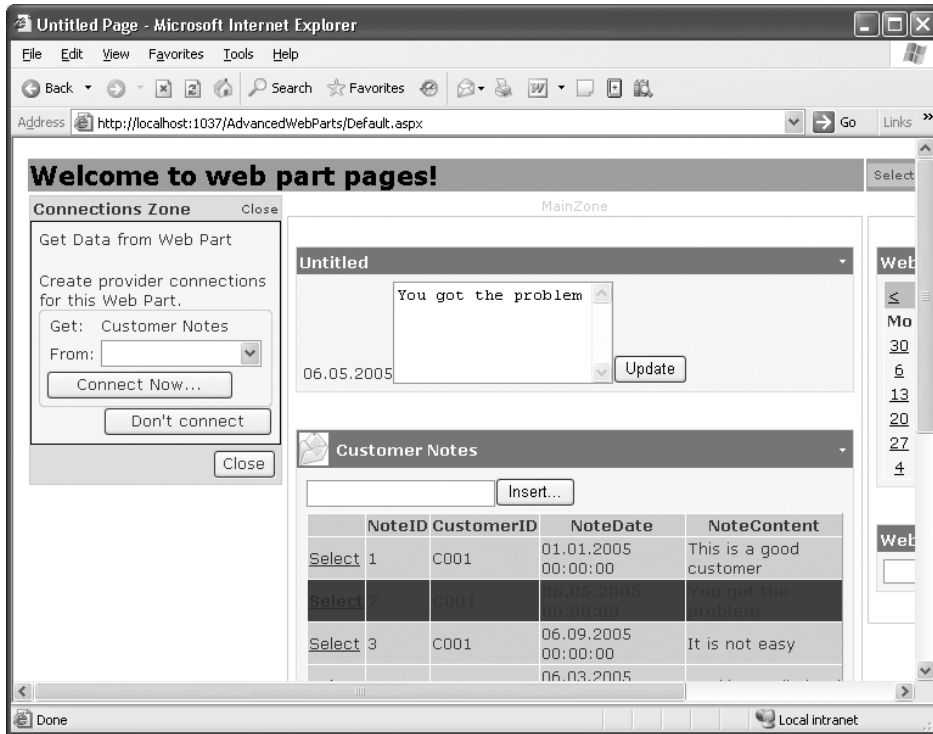 Untitled Page - Microsoft Internet Explorer
File Edit View Favorites Tools Help
Back Search Favorites
Address http://localhost:1037/AdvancedWebParts/Default.aspx Go Links »
Welcome to web part pages! Select
Connections Zone Close
Get Data from Web Part
Create provider connections
for this Web Part.
Get: Customer Notes
From:
Connect Now...
Don't connect
Close
MainZone
Untitled
You got the problem
06.05.2005 Update
Customer Notes
Insert...
NoteID CustomerID NoteDate NoteContent
Select 1 C001 01.01.2005 00:00:00 This is a good customer
Select 2 C001 06.05.2005 00:00:00 You got the problem
Select 3 C001 06.09.2005 00:00:00 It is not easy
06.03.2005
Web
<
Mo
30
6
13
20
27
4
Web
Done Local intranet